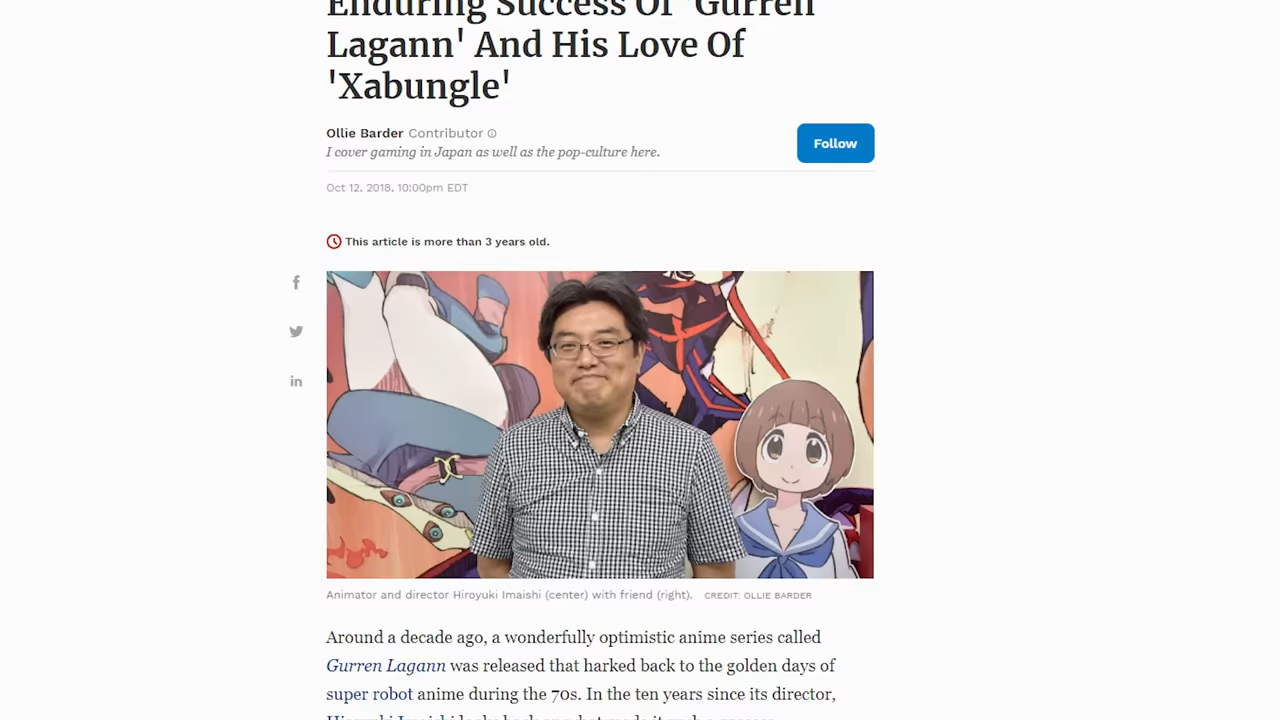 Enduring Success Of 'Gurren
Lagann' And His Love Of
'Xabungle'
Ollie Barder Contributor
I cover gaming in Japan as well as the pop-culture here.
Follow
Oct 12, 2018, 10:00pm EDT
This article is more than 3 years old.
Animator and director Hiroyuki Imaishi (center) with friend (right). CREDIT: OLLIE BARDER
Around a decade ago, a wonderfully optimistic anime series called
Gurren Lagann was released that harked back to the golden days of
super robot anime during the 70s. In the ten years since its director,